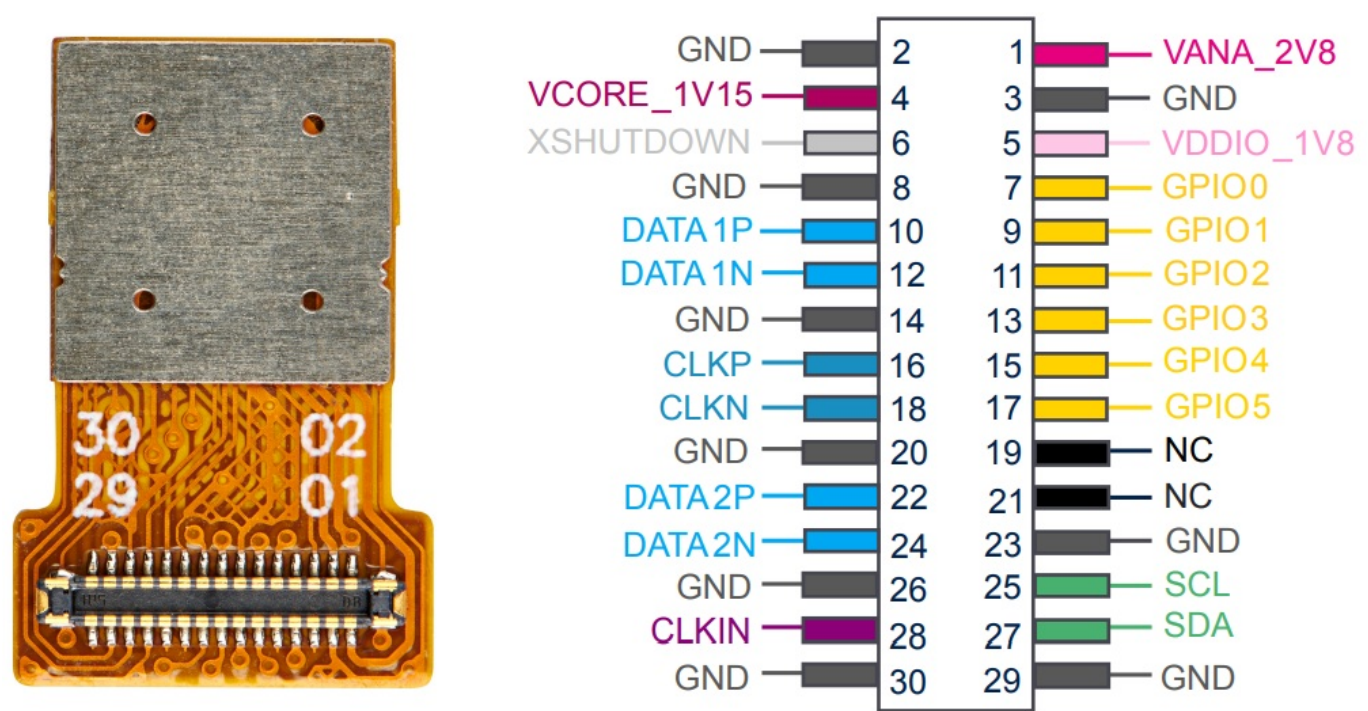 30 02
29 01
GND 2 1 VANA_2V8
VCORE_1V15 4 3 GND
XSHUTDOWN 6 5 VDDIO_1V8
GND 8 7 GPIO0
DATA1P 10 9 GPIO1
DATA1N 12 11 GPIO2
GND 14 13 GPIO3
CLKP 16 15 GPIO4
CLKN 18 17 GPIO5
GND 20 19 NC
DATA2P 22 21 NC
DATA2N 24 23 GND
GND 26 25 SCL
CLKIN 28 27 SDA
GND 30 29 GND